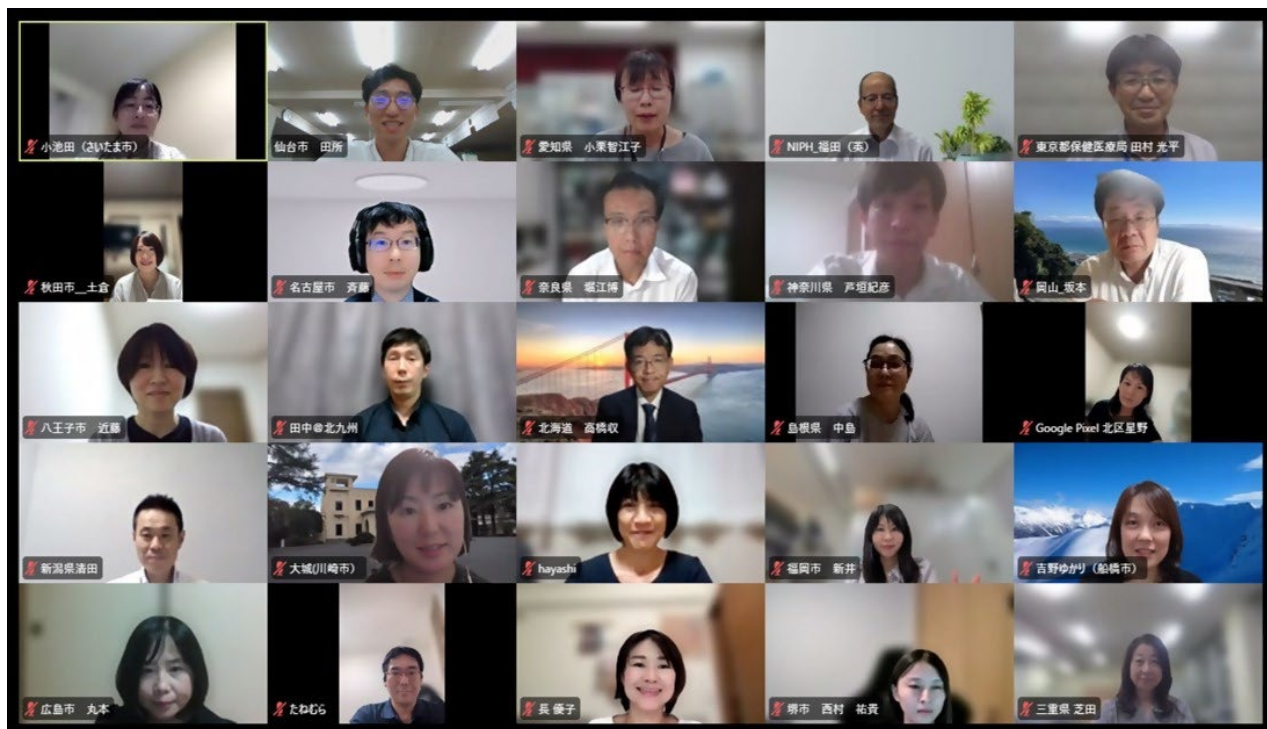 小池田（さいたま市）
仙台市 田所
愛知県 小栗智江子
NIPH_福田（英）
東京都保健医療局 田村 光平
秋田市__土倉
名古屋市 斉藤
奈良県 堀江博
神奈川県 芦垣紀彦
岡山_坂本
八王子市 近藤
田中＠北九州
北海道 高橋収
島根県 中島
Google Pixel 北区星野
新潟県濤田
大城(川崎市）
hayashi
福岡市 新井
吉野ゆかり（船橋市）
広島市 丸本
たねむら
長 優子
堺市 西村 祐貴
三重県 芝田